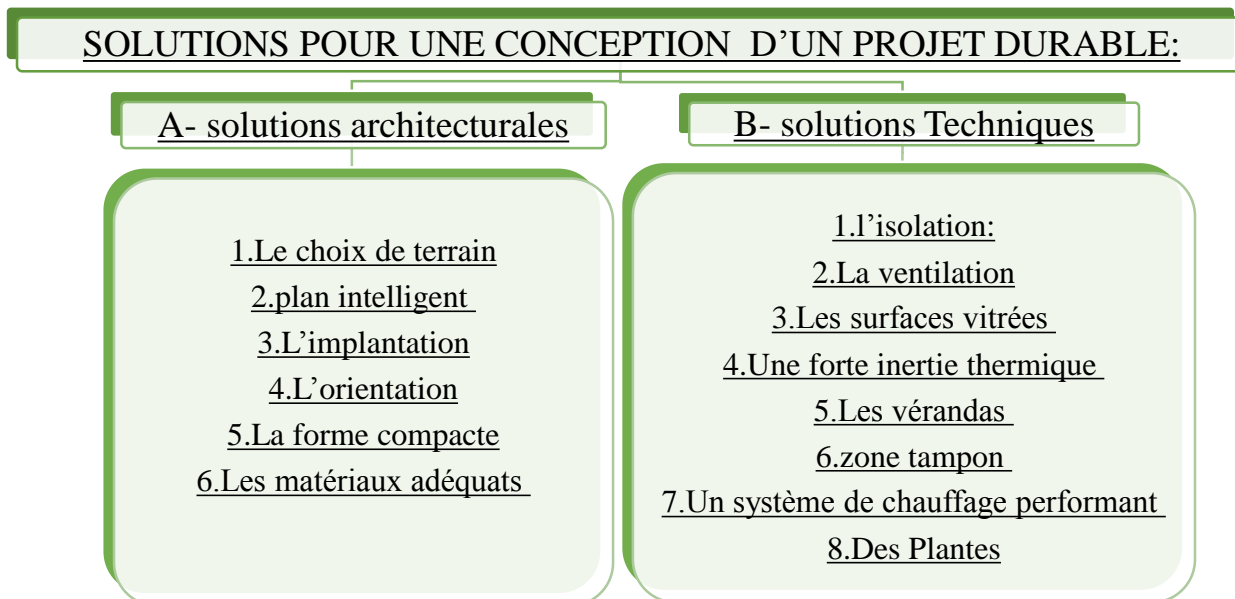 SOLUTIONS POUR UNE CONCEPTION D’UN PROJET DURABLE:
A- solutions architecturales
1.Le choix de terrain
2.plan intelligent
3.L’implantation
4.L’orientation
5.La forme compacte
6.Les matériaux adéquats
B- solutions Techniques
1.l’isolation:
2.La ventilation
3.Les surfaces vitrées
4.Une forte inertie thermique
5.Les vérandas
6.zone tampon
7.Un système de chauffage performant
8.Des Plantes